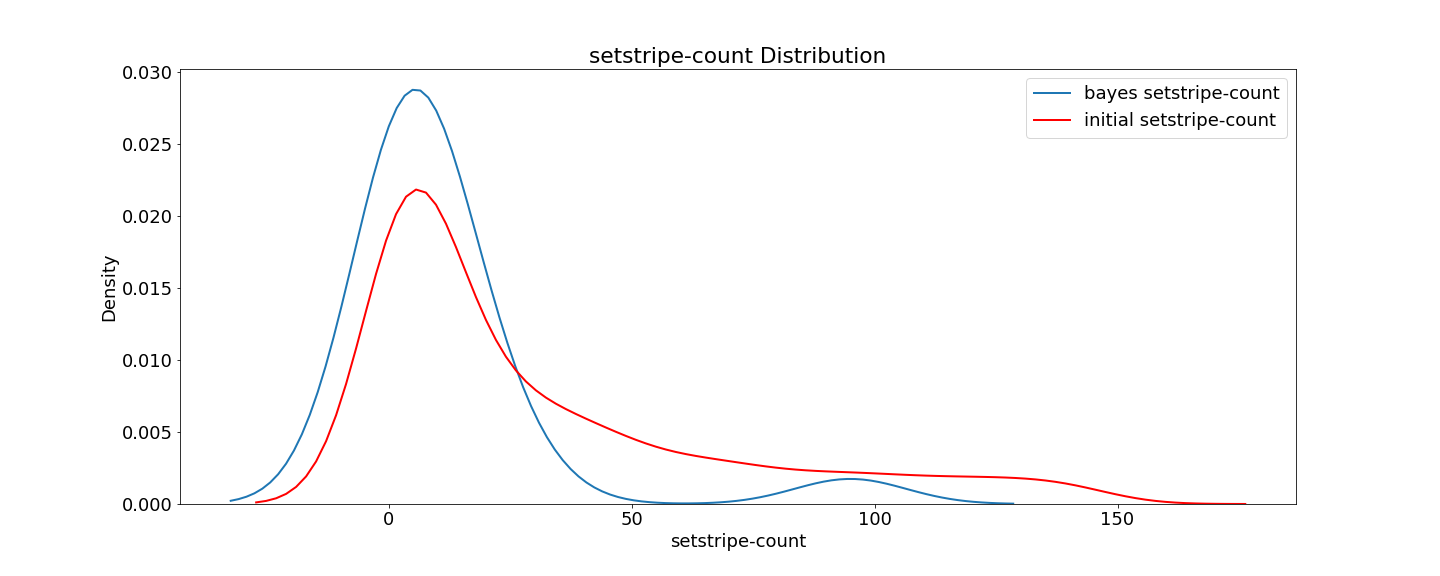 setstripe-count Distribution
bayes setstripe-count
initial setstripe-count
Density
0.030
0.025
0.020
0.015
0.010
0.005
0.000
0
50
100
150
setstripe-count